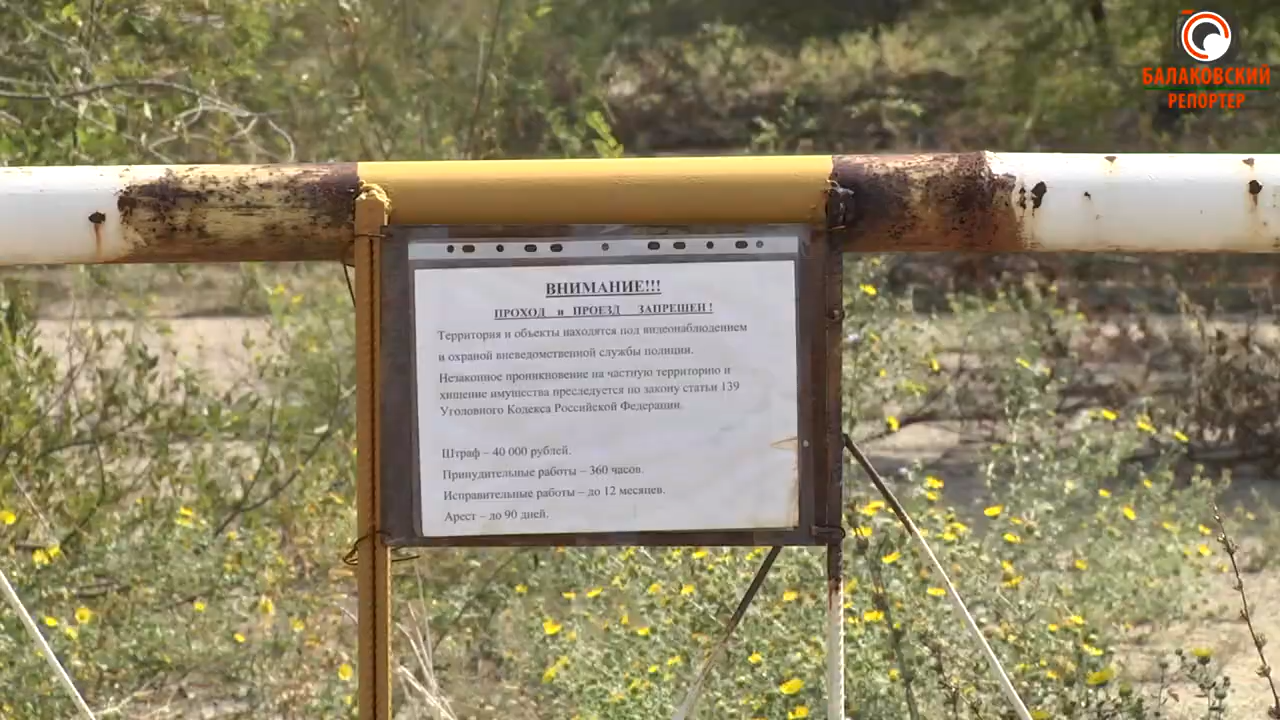 БАЛАКОВСКИЙ
РЕПОРТЕР
ВНИМАНИЕ!!!
ПРОХОД и ПРОЕЗД ЗАПРЕЩЕН!
Территория и объекты находятся под видеонаблюдением
и охраной вневедомственной службы полиции.
Незаконное проникновение на частную территорию и
хищение имущества преследуется по закону статьи 139
Уголовного Кодекса Российской Федерации.
Штраф – 40 000 рублей.
Принудительные работы – 360 часов.
Исправительные работы – до 12 месяцев.
Арест – до 90 дней.